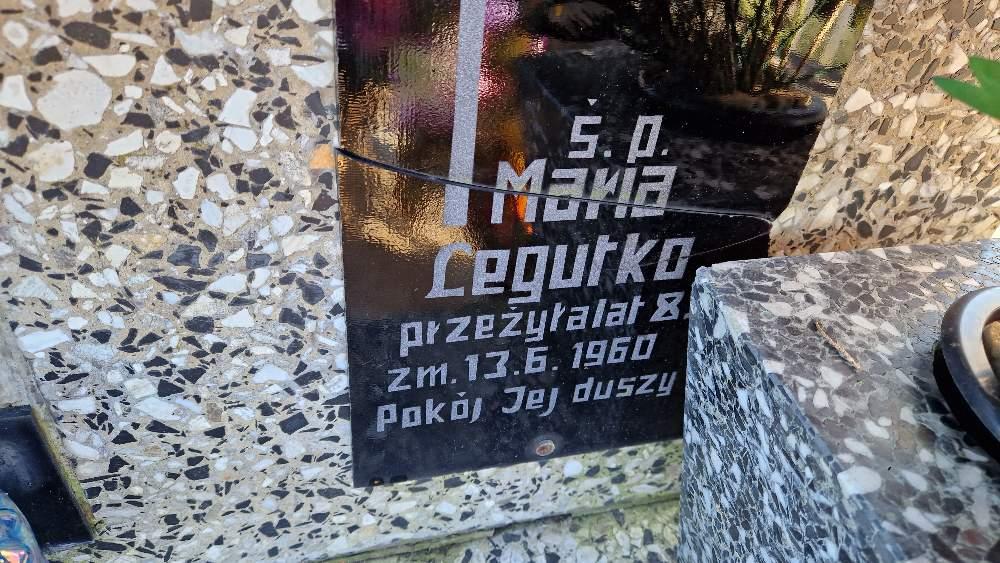 ś. p.
Maria
Legutko
przeżyła lat 8
zm. 13.6. 1960
Pokój Jej duszy